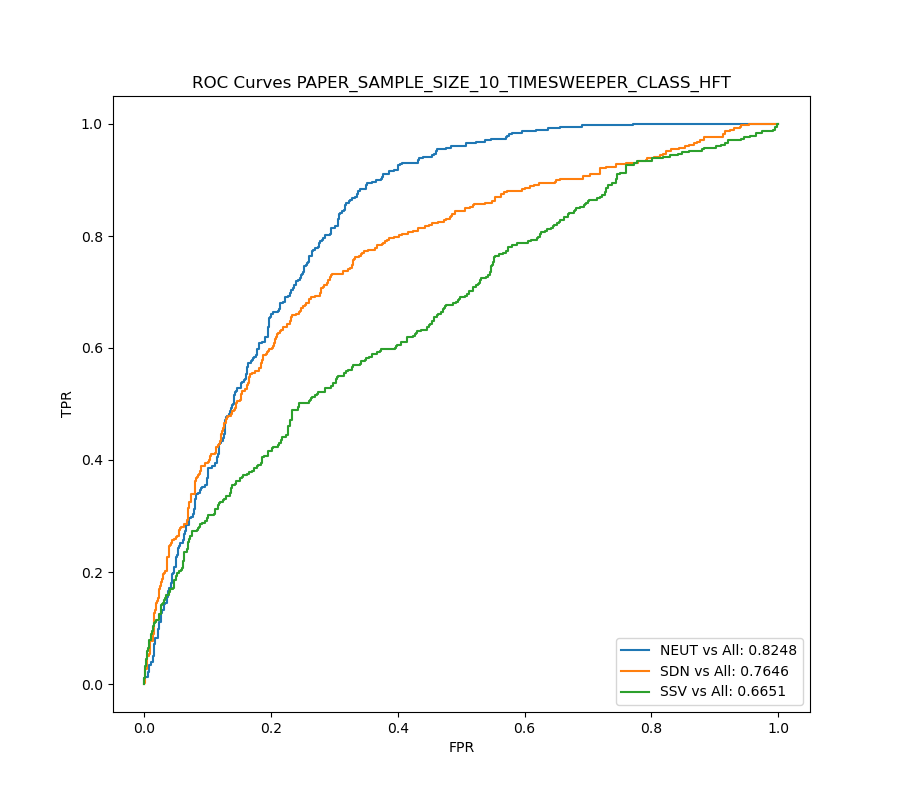 ROC Curves PAPER_SAMPLE_SIZE_10_TIMESWEEPER_CLASS_HFT
TPR
1.0
0.8
0.6
0.4
0.2
0.0
NEUT vs All: 0.8248
SDN vs All: 0.7646
SSV vs All: 0.6651
0.0 0.2 0.4 0.6 0.8 1.0
FPR